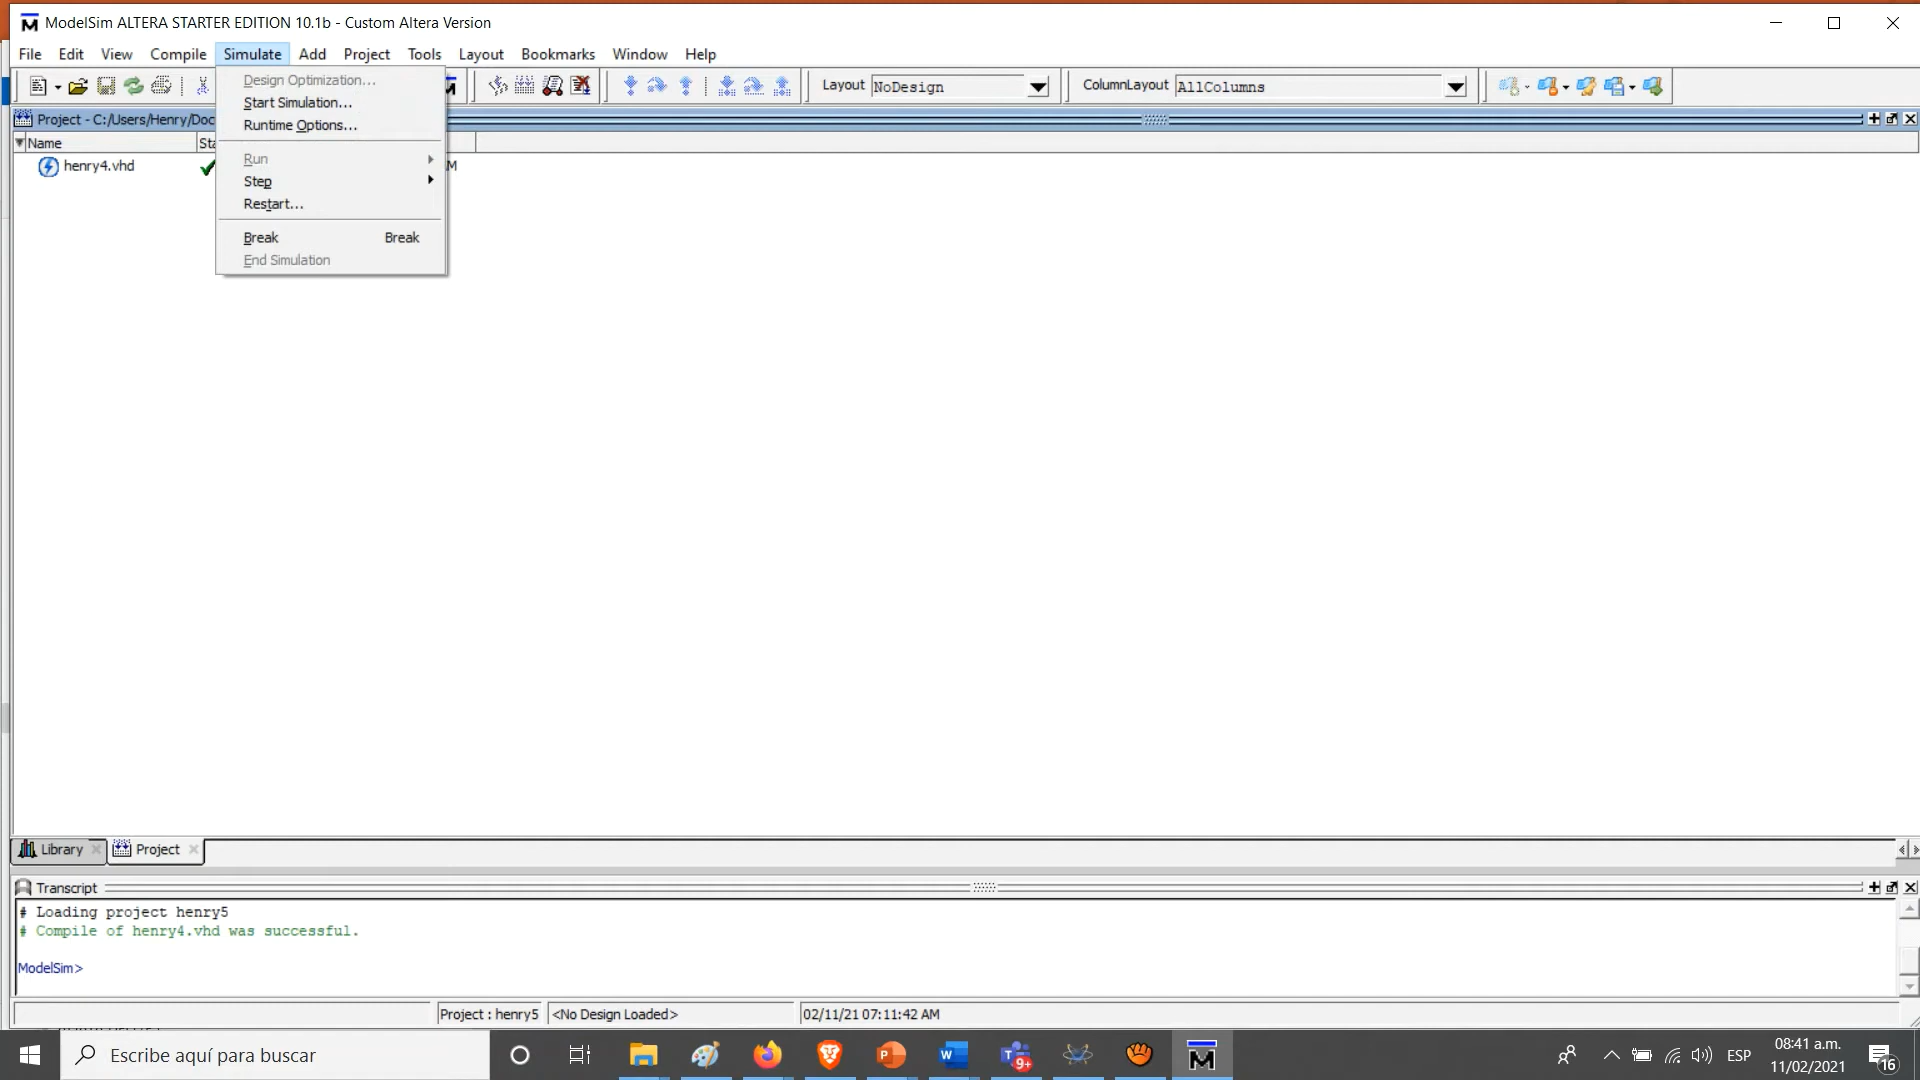 ModelSim ALTERA STARTER EDITION 10.1b - Custom Altera Version
File Edit View Compile Simulate Add Project Tools Layout Bookmarks Window Help
Layout NoDesign ColumnLayout AllColumns
Project - C:/Users/Henry/Doc
Name Sta
henry4.vhd M
Design Optimization...
Start Simulation...
Runtime Options...
Run
Step
Restart...
Break Break
End Simulation
Library Project
Transcript
# Loading project henry5
# Compile of henry4.vhd was successful.
ModelSim>
Project : henry5 <No Design Loaded> 02/11/21 07:11:42 AM
Escribe aquí para buscar
9+
ESP
08:41 a.m.
11/02/2021
16